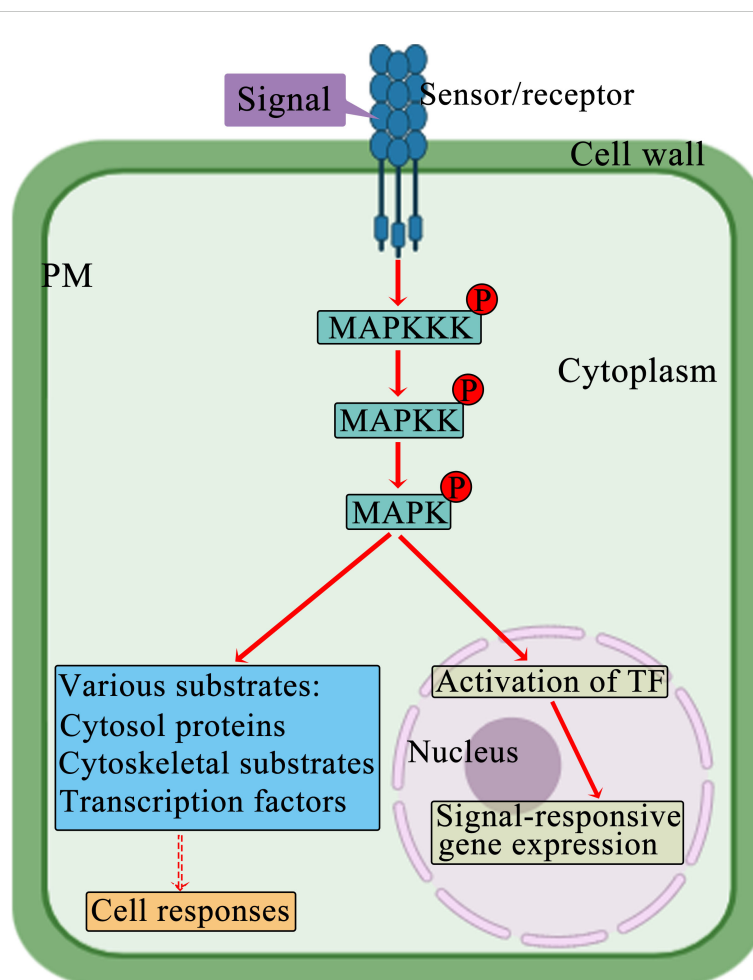 Signal
Sensor/receptor
Cell wall
PM
P
MAPKKK
Cytoplasm
P
MAPKK
P
MAPK
Various substrates:
Cytosol proteins
Cytoskeletal substrates
Transcription factors
Cell responses
Activation of TF
Nucleus
Signal-responsive
gene expression